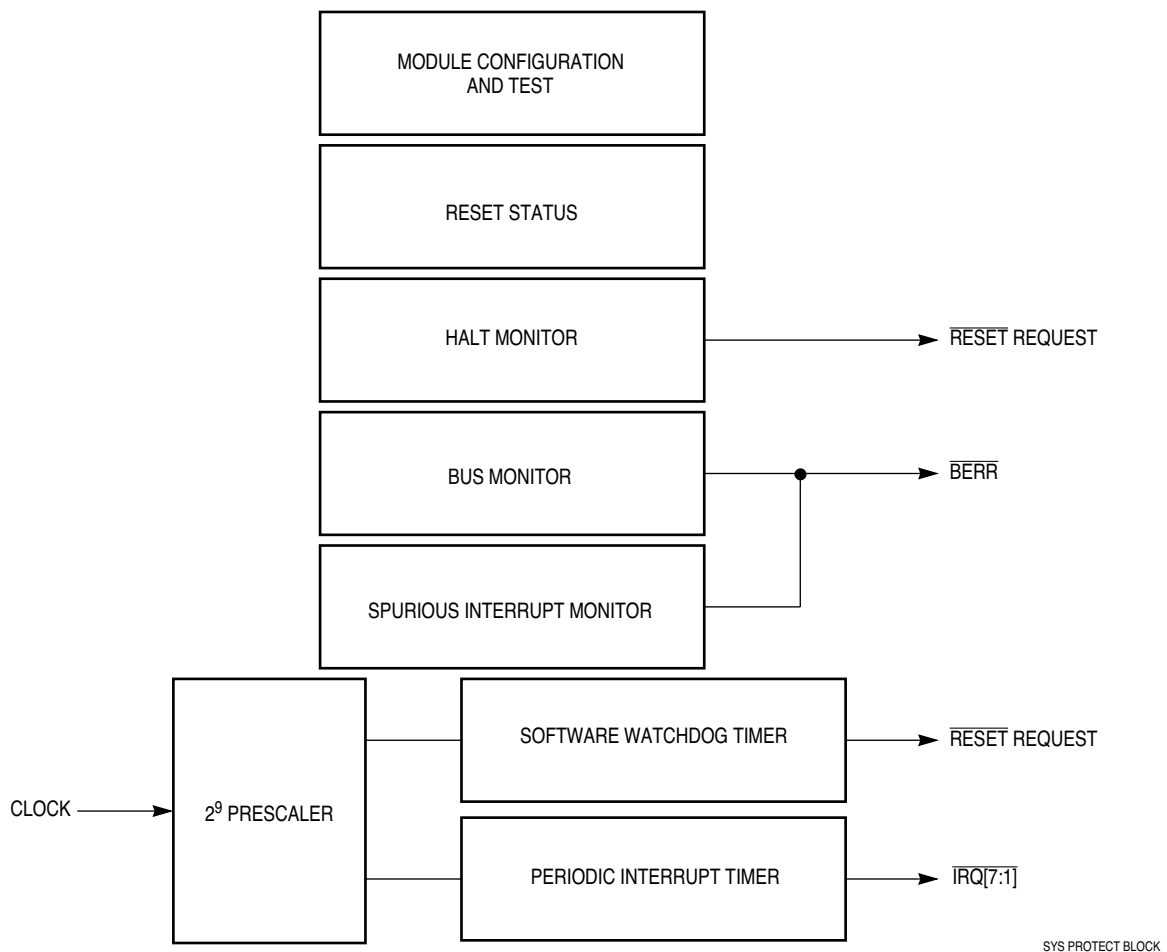 MODULE CONFIGURATION
AND TEST
RESET STATUS
HALT MONITOR
RESET REQUEST
BUS MONITOR
BERR
SPURIOUS INTERRUPT MONITOR
SOFTWARE WATCHDOG TIMER
RESET REQUEST
CLOCK
2⁹ PRESCALER
PERIODIC INTERRUPT TIMER
IRQ[7:1]
SYS PROTECT BLOCK